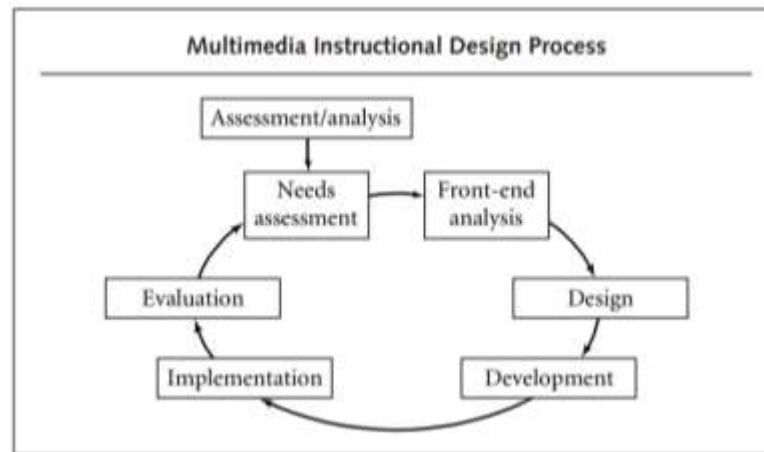 Multimedia Instructional Design Process
Assessment/analysis
Needs
assessment
Front-end
analysis
Evaluation
Design
Implementation
Development